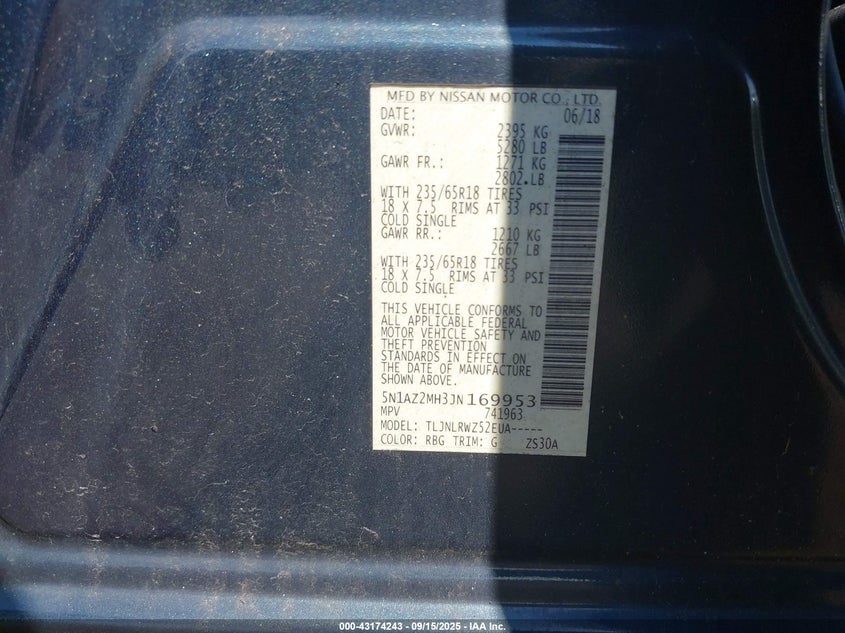 MFD BY NISSAN MOTOR CO., LTD.
DATE: 06/18
GVWR: 2395 KG
5280 LB
GAWR FR.: 1271 KG
2802.LB
WITH 235/65R18 TIRES
18 X 7.5 RIMS AT 33 PSI
COLD SINGLE
GAWR RR.: 1210 KG
2667 LB
WITH 235/65R18 TIRES
18 X 7.5 RIMS AT 33 PSI
COLD SINGLE
THIS VEHICLE CONFORMS TO
ALL APPLICABLE FEDERAL
MOTOR VEHICLE SAFETY AND
THEFT PREVENTION
STANDARDS IN EFFECT ON
THE DATE OF MANUFACTURE
SHOWN ABOVE.
5N1AZ2MH3JN169953
MPV 741963
MODEL: TLJNLRWZ52EUA-----
COLOR: RBG TRIM: G ZS30A
000-43174243 - 09/15/2025 - IAA Inc.